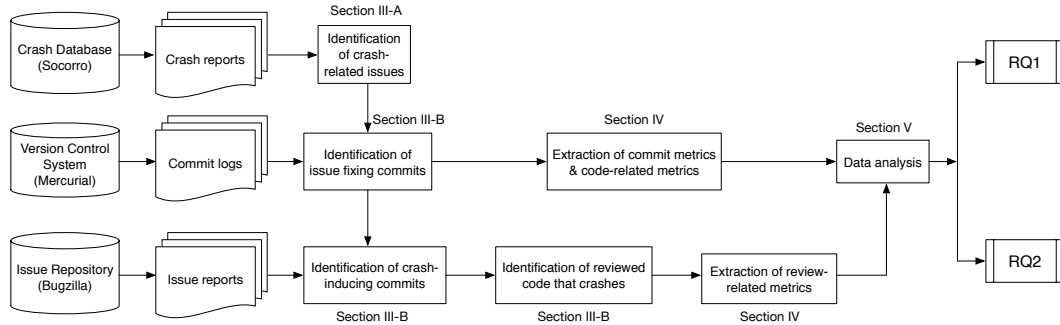 Section III-A
Crash Database
(Socorro)
Crash reports
Identification
of crash-
related issues
RQ1
Section III-B
Section IV
Section V
Version Control
System
(Mercurial)
Commit logs
Identification of
issue fixing commits
Extraction of commit metrics
& code-related metrics
Data analysis
Issue Repository
(Bugzilla)
Issue reports
Identification of crash-
inducing commits
Identification of reviewed
code that crashes
Extraction of review-
related metrics
RQ2
Section III-B
Section III-B
Section IV